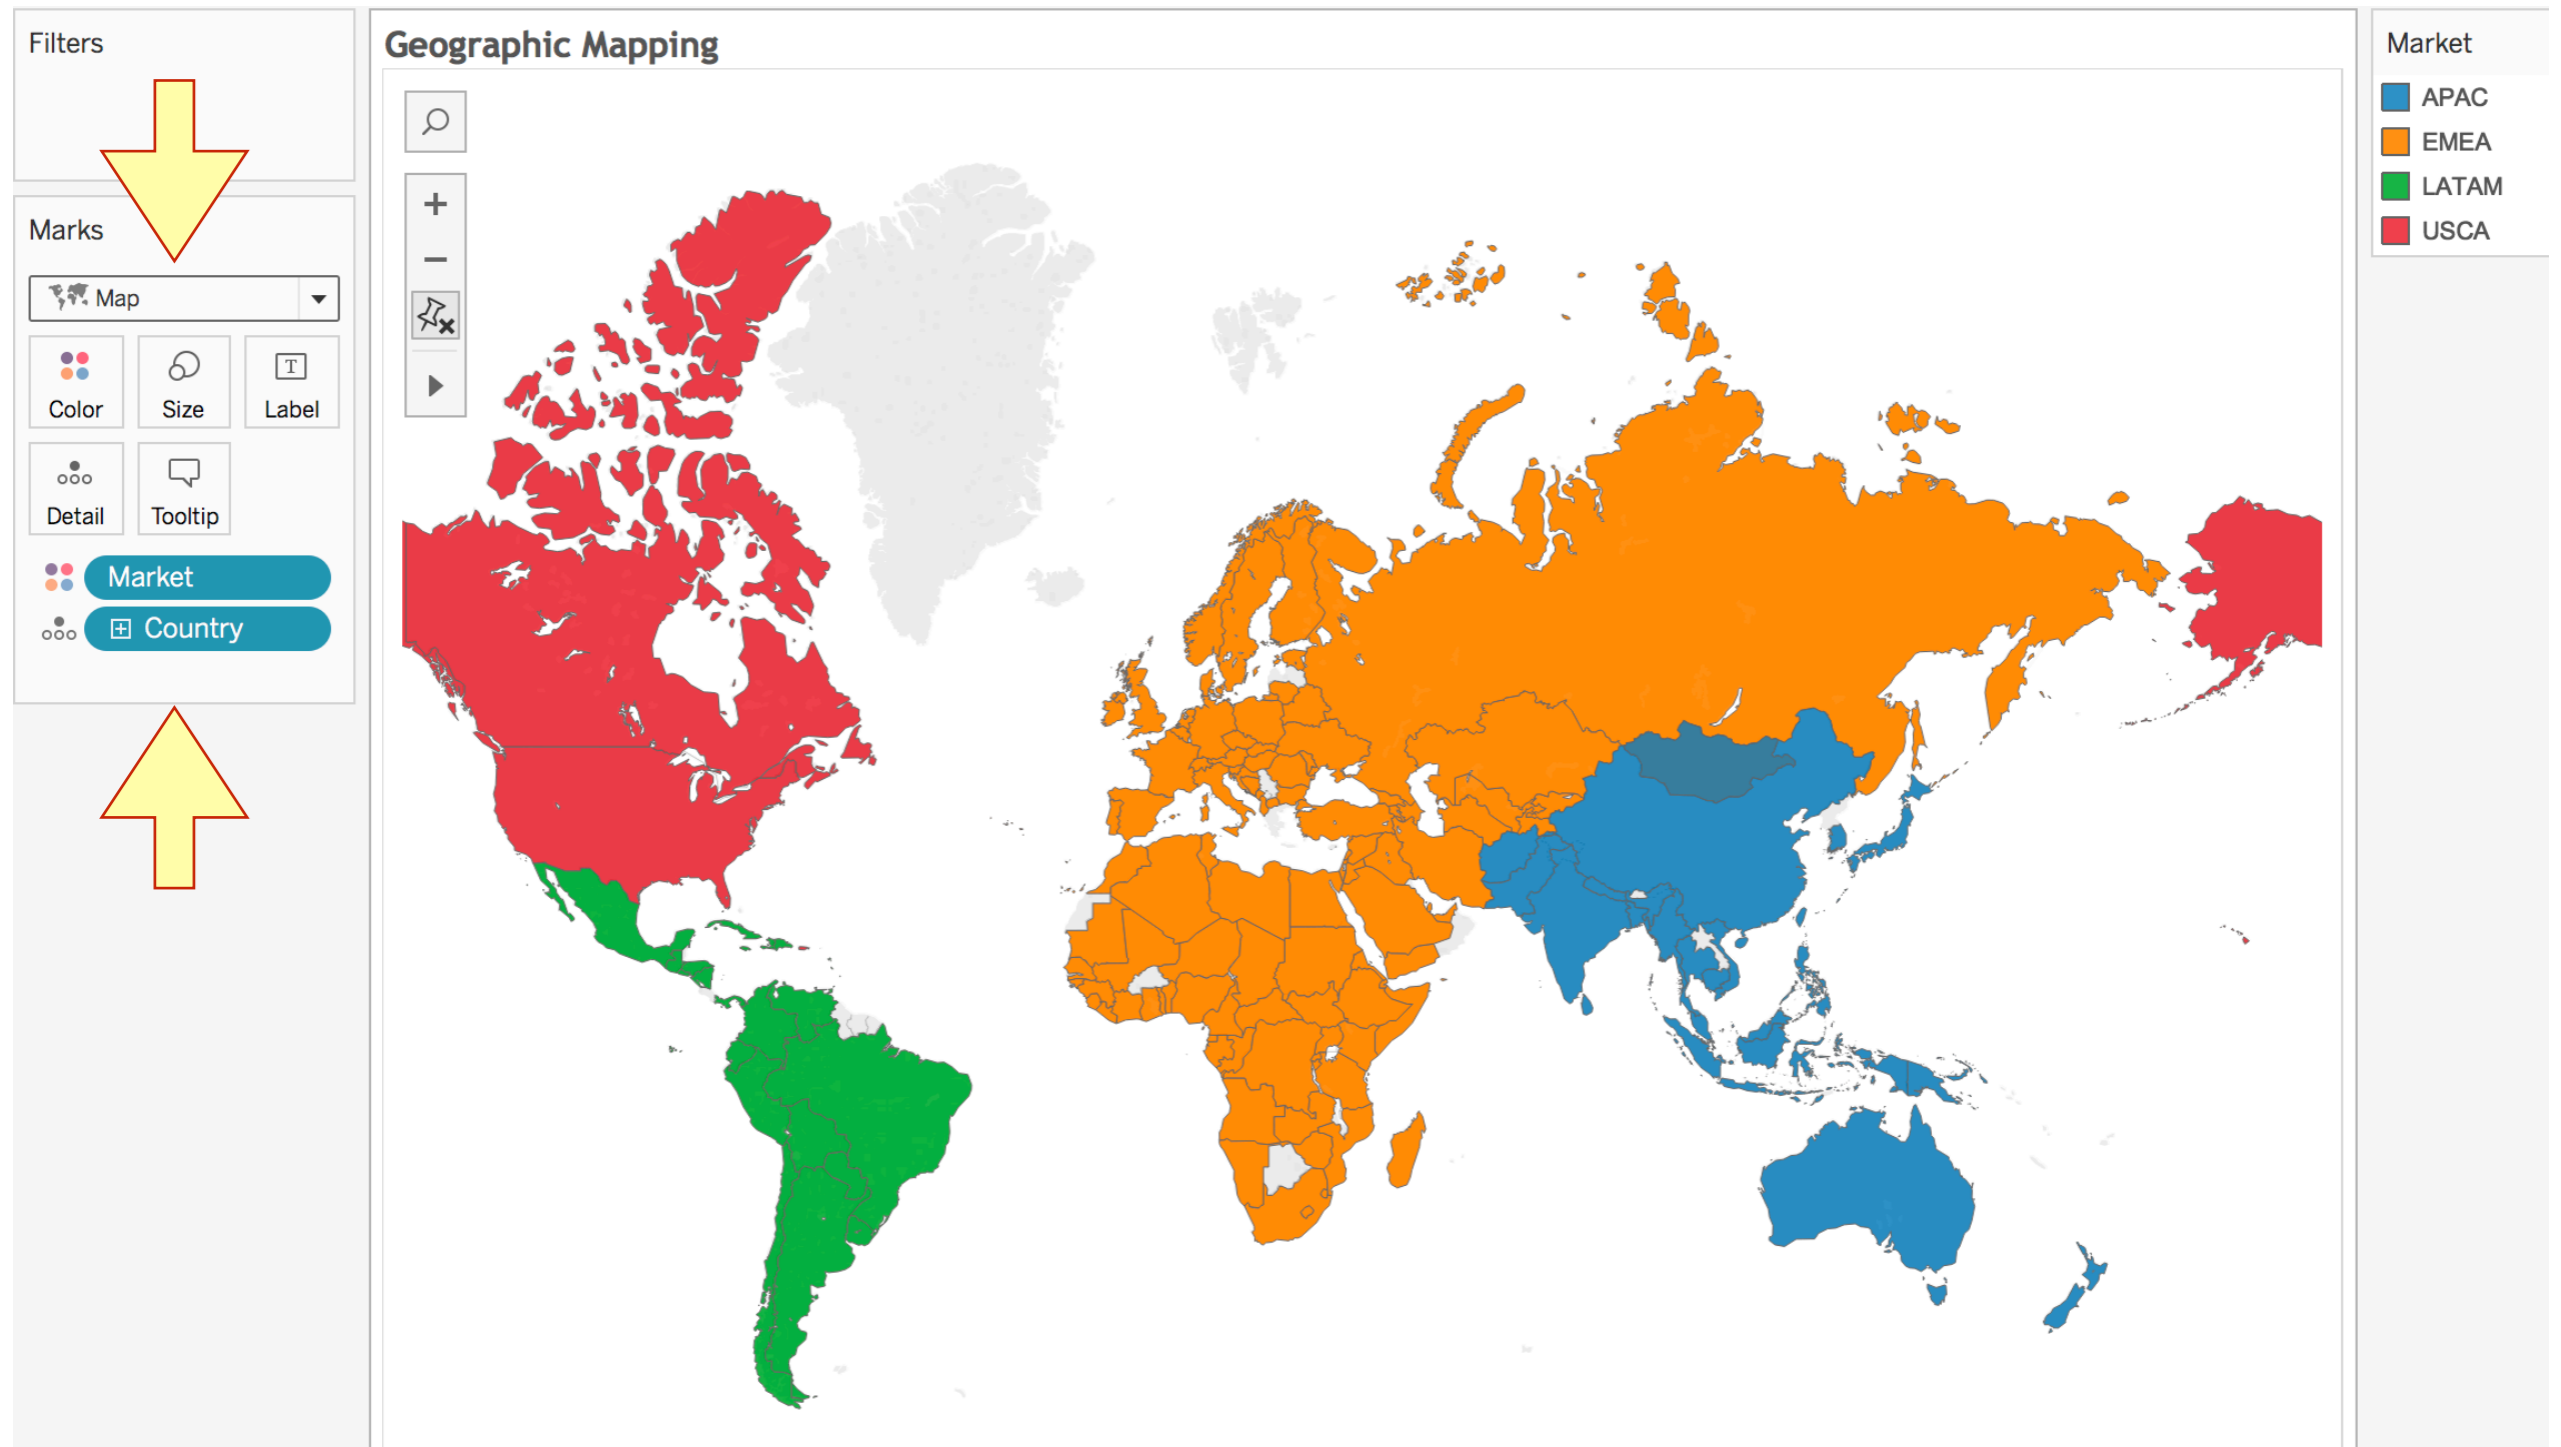 Filters
Marks
Map
Color
Size
T
Label
Detail
Tooltip
Market
Country
Geographic Mapping
Market
APAC
EMEA
LATAM
USCA